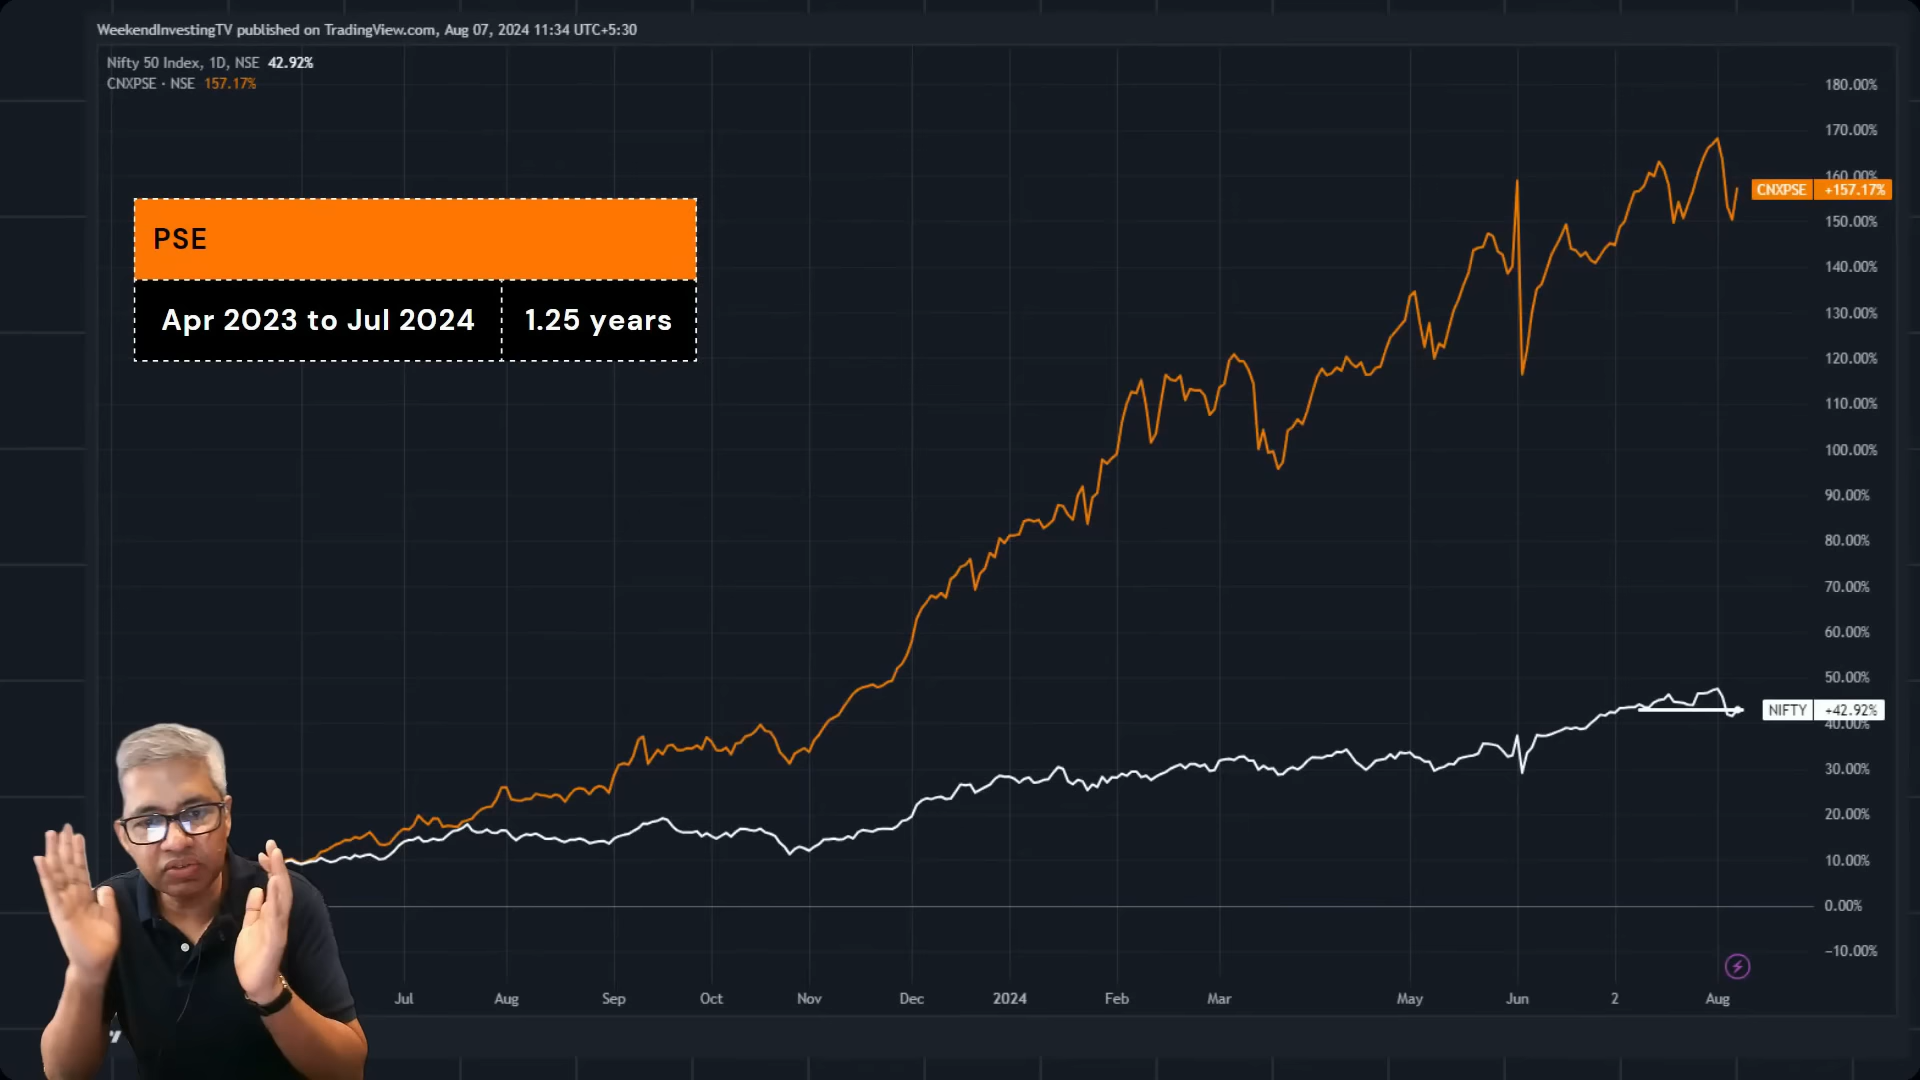 WeekendInvestingTV published on TradingView.com, Aug 07, 2024 11:34 UTC+5:30
Nifty 50 Index, 1D, NSE 42.92%
CNXPSE · NSE 157.17%
PSE
Apr 2023 to Jul 2024 1.25 years
180.00%
170.00%
160.00%
CNXPSE +157.17%
150.00%
140.00%
130.00%
120.00%
110.00%
100.00%
90.00%
80.00%
70.00%
60.00%
50.00%
NIFTY +42.92%
40.00%
30.00%
20.00%
10.00%
0.00%
−10.00%
Jul Aug Sep Oct Nov Dec 2024 Feb Mar May Jun 2 Aug